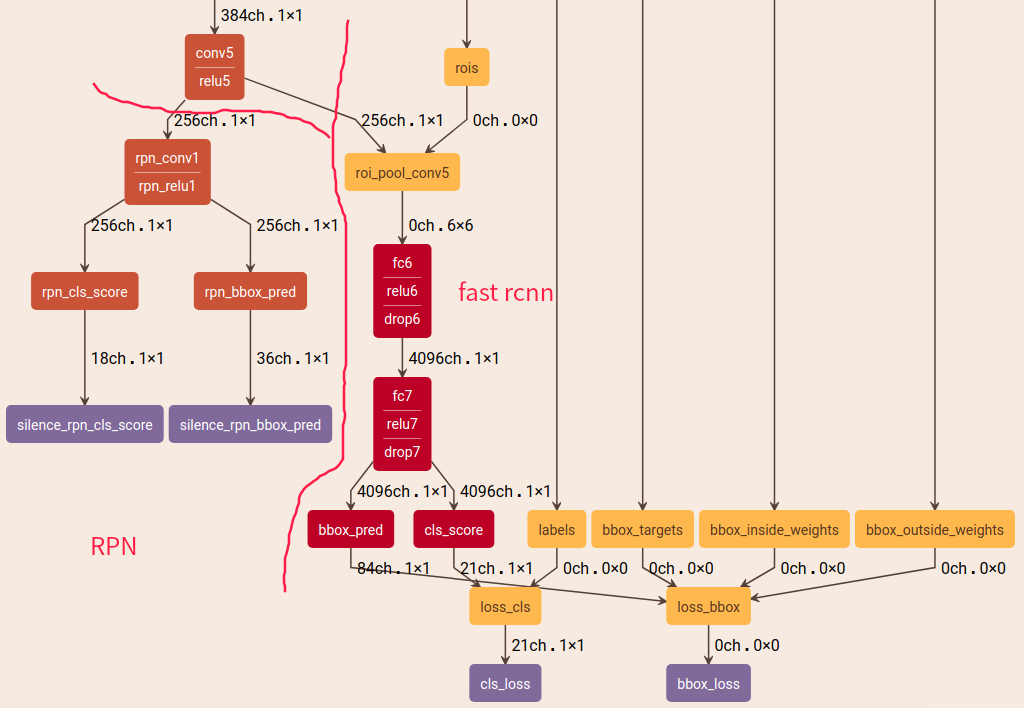 384ch.1×1
conv5
relu5
rois
256ch.1×1
256ch.1×1
0ch.0×0
rpn_conv1
rpn_relu1
roi_pool_conv5
256ch.1×1
256ch.1×1
0ch.6×6
fc6
relu6
drop6
rpn_cls_score
rpn_bbox_pred
fast rcnn
18ch.1×1
36ch.1×1
4096ch.1×1
fc7
relu7
drop7
silence_rpn_cls_score
silence_rpn_bbox_pred
4096ch.1×1
4096ch.1×1
bbox_pred
cls_score
labels
bbox_targets
bbox_inside_weights
bbox_outside_weights
RPN
84ch.1×1
21ch.1×1
0ch.0×0
0ch.0×0
0ch.0×0
0ch.0×0
loss_cls
loss_bbox
21ch.1×1
0ch.0×0
cls_loss
bbox_loss